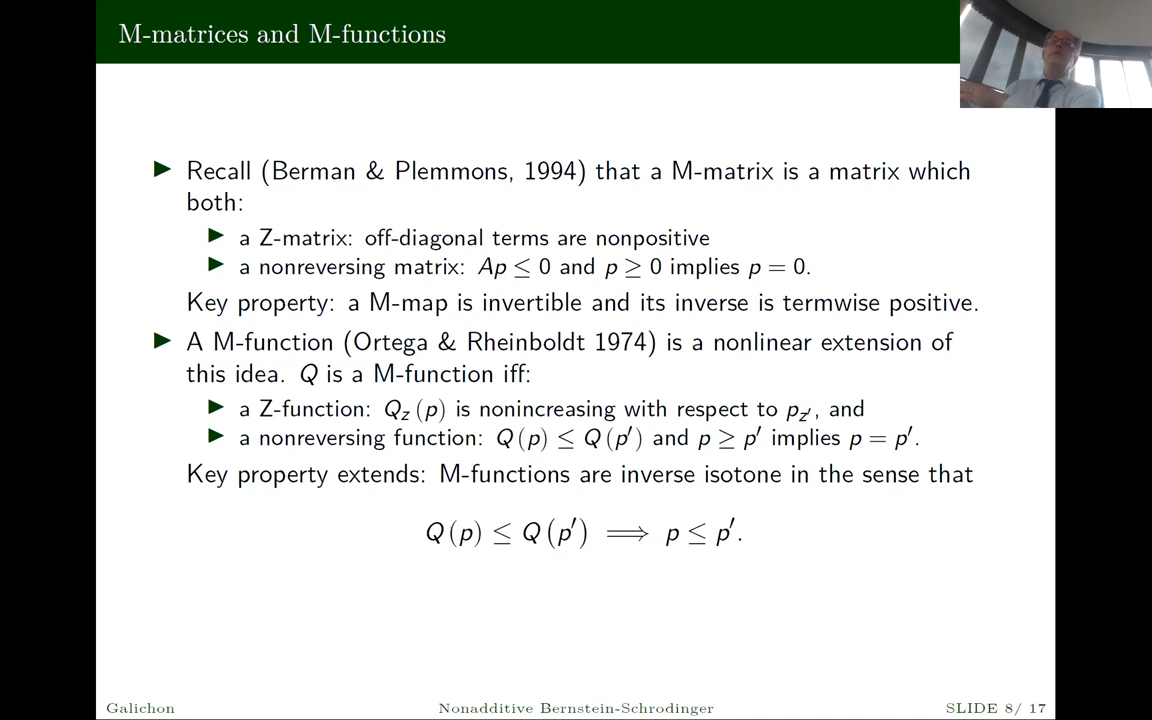 M-matrices and M-functions
▶ Recall (Berman & Plemmons, 1994) that a M-matrix is a matrix which
both:
▶ a Z-matrix: off-diagonal terms are nonpositive
▶ a nonreversing matrix: Ap ≤ 0 and p ≥ 0 implies p = 0.
Key property: a M-map is invertible and its inverse is termwise positive.
▶ A M-function (Ortega & Rheinboldt 1974) is a nonlinear extension of
this idea. Q is a M-function iff:
▶ a Z-function: Q_z (p) is nonincreasing with respect to p_z′, and
▶ a nonreversing function: Q (p) ≤ Q (p′) and p ≥ p′ implies p = p′.
Key property extends: M-functions are inverse isotone in the sense that
Q (p) ≤ Q (p′) ⟹ p ≤ p′.
Galichon Nonadditive Bernstein-Schrodinger SLIDE 8/ 17